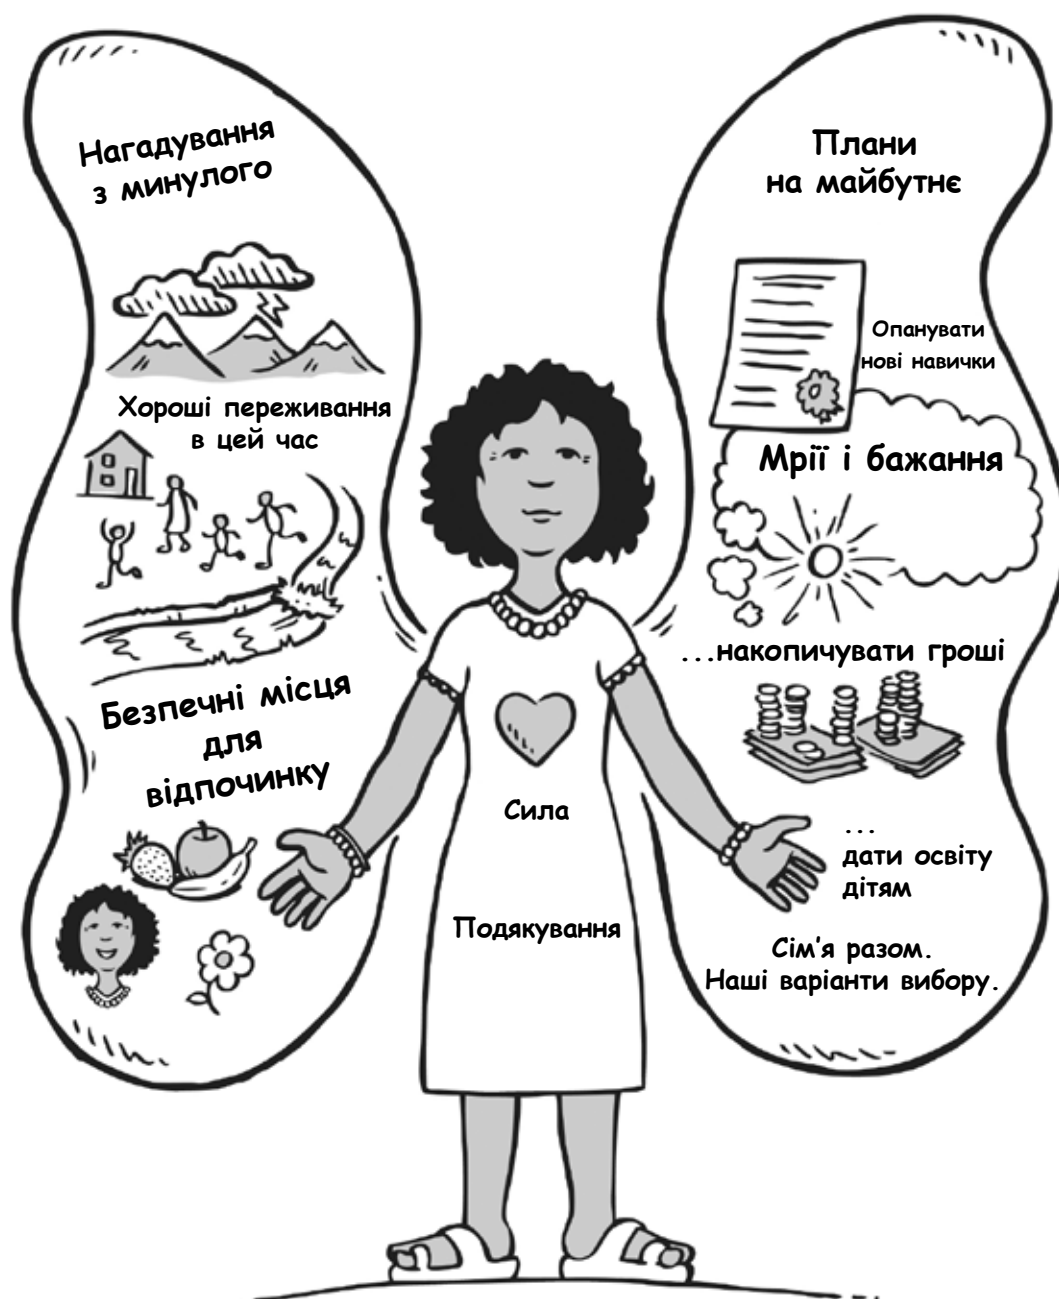 Нагадування
з минулого
Хороші переживання
в цей час
Безпечні місця
для
відпочинку
Сила
Подякування
Плани
на майбутнє
Опанувати
нові навички
Мрії і бажання
...накопичувати гроші
...
дати освіту
дітям
Сім'я разом.
Наші варіанти вибору.